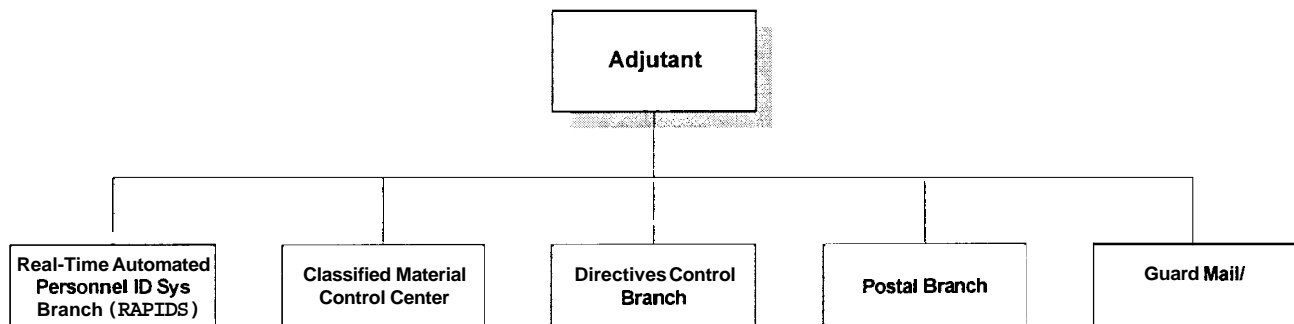 Adjutant
Real-Time Automated
Personnel ID Sys
Branch (RAPIDS)
Classified Material
Control Center
Directives Control
Branch
Postal Branch
Guard Mail/